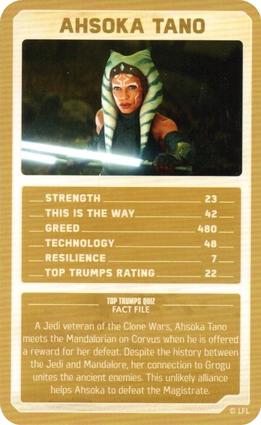 AHSOKA TANO
STRENGTH 23
THIS IS THE WAY 42
GREED 480
TECHNOLOGY 48
RESILIENCE 7
TOP TRUMPS RATING 22
TOP TRUMPS QUIZ
FACT FILE
A Jedi veteran of the Clone Wars, Ahsoka Tano
meets the Mandalorian on Corvus when he is offered
a reward for her defeat. Despite the history between
the Jedi and Mandalore, her connection to Grogu
unites the ancient enemies. This unlikely alliance
helps Ahsoka to defeat the Magistrate.
© LFL